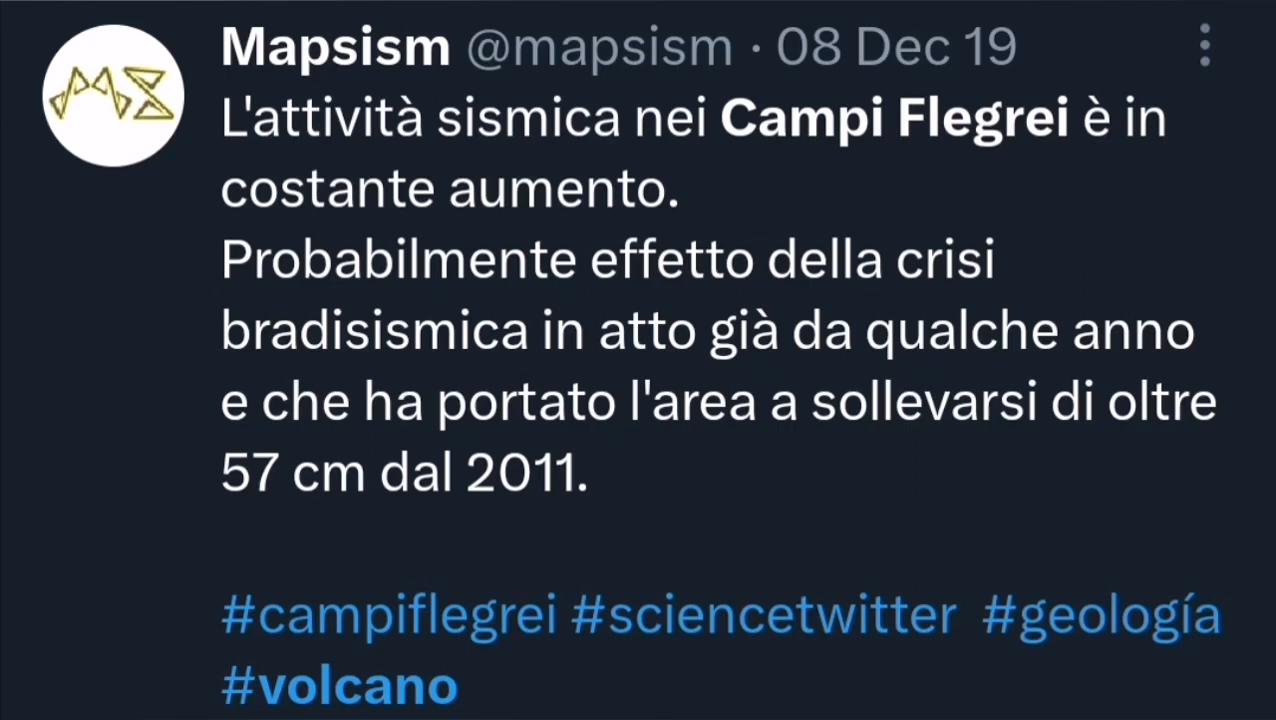 Mapsism @mapsism · 08 Dec 19
L'attività sismica nei Campi Flegrei è in
costante aumento.
Probabilmente effetto della crisi
bradisismica in atto già da qualche anno
e che ha portato l'area a sollevarsi di oltre
57 cm dal 2011.
#campiflegrei #sciencetwitter #geología
#volcano